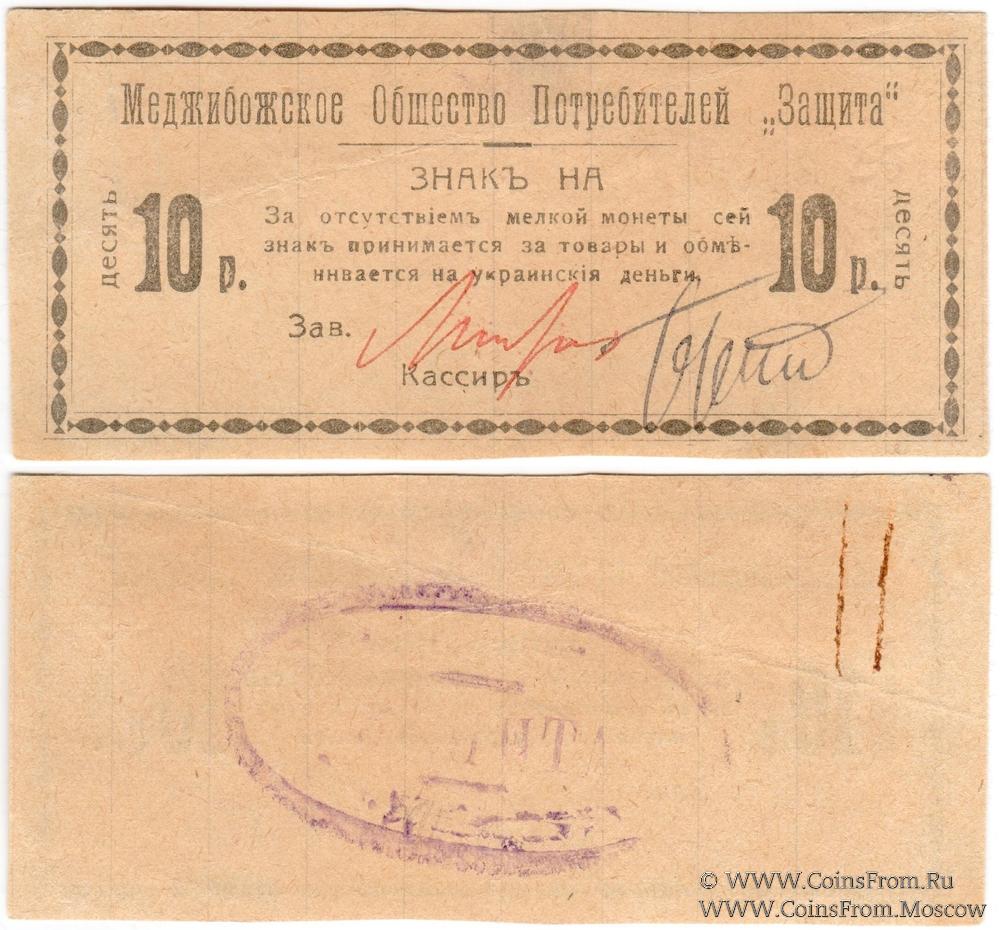 Меджибожское Общество Потребителей „Защита“
ЗНАКЪ НА
десять
10 р.
За отсутствіемъ мелкой монеты сей
знакъ принимается за товары и обмѣ-
нивается на украинскія деньги.
10 р.
десять
Зав.
Кассиръ
© WWW.CoinsFrom.Ru
WWW.CoinsFrom.Moscow